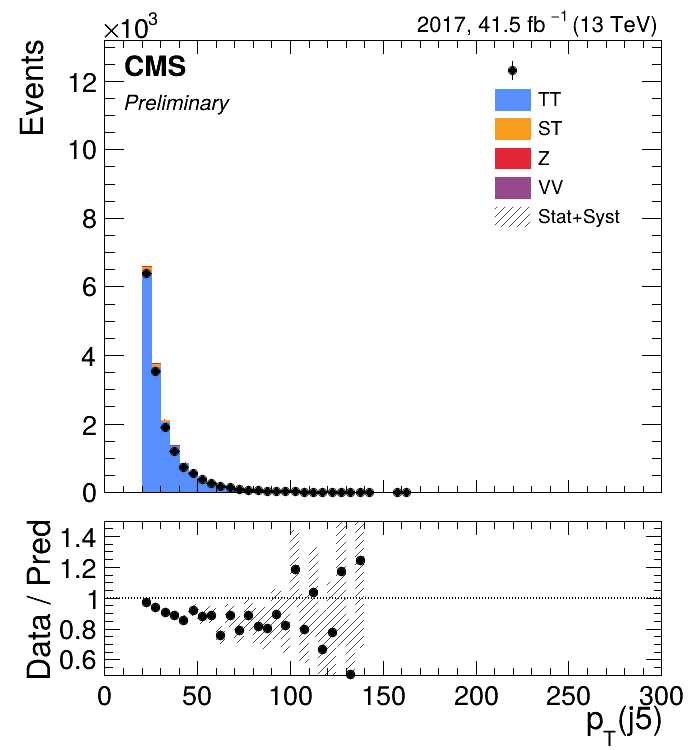 ×10³
2017, 41.5 fb⁻¹ (13 TeV)
CMS
Preliminary
Events
12
10
8
6
4
2
0
TT
ST
Z
VV
Stat+Syst
Data / Pred
1.4
1.2
1
0.8
0.6
0 50 100 150 200 250 300
p_T(j5)